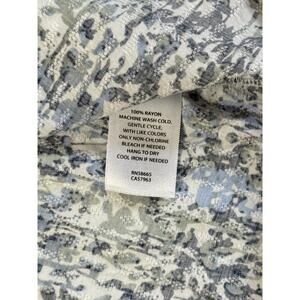 100% RAYON
MACHINE WASH COLD,
GENTLE CYCLE,
WITH LIKE COLORS
ONLY NON-CHLORINE
BLEACH IF NEEDED
HANG TO DRY
COOL IRON IF NEEDED
RN58665
CA57963